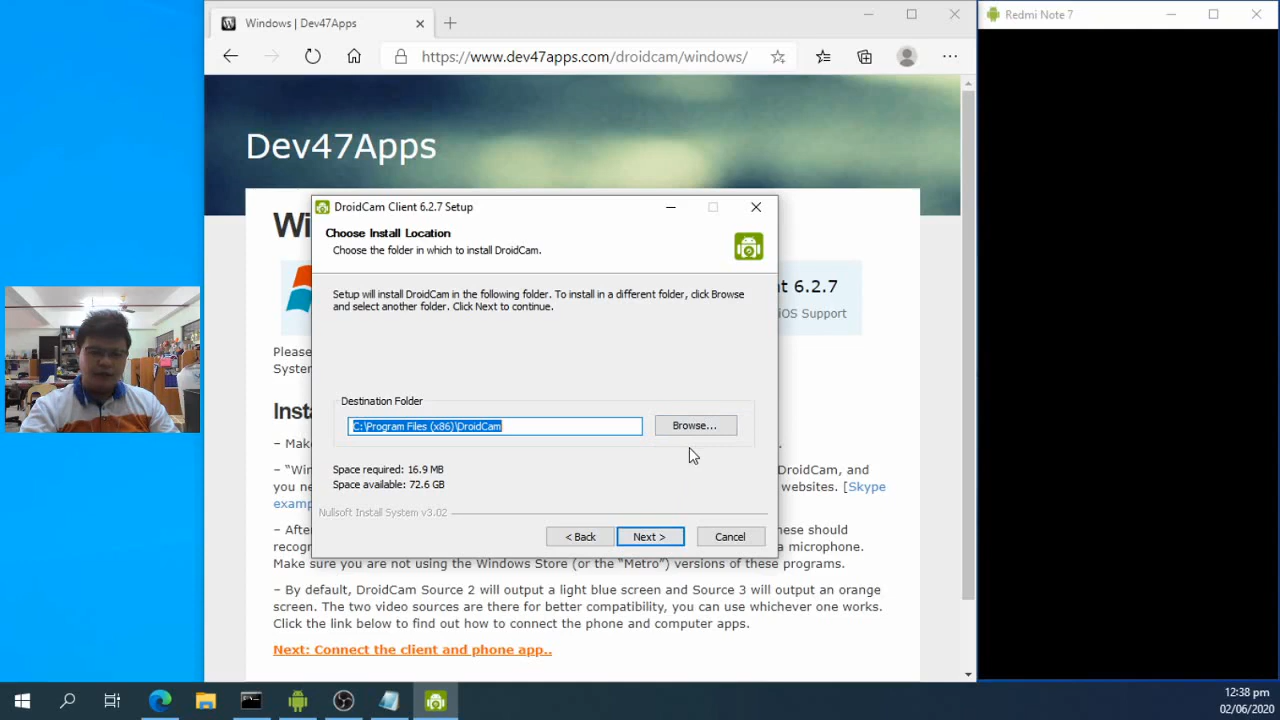 Windows | Dev47Apps
Redmi Note 7
https://www.dev47apps.com/droidcam/windows/
Dev47Apps
DroidCam Client 6.2.7 Setup
Choose Install Location
Choose the folder in which to install DroidCam.
6.2.7
iOS Support
Setup will install DroidCam in the following folder. To install in a different folder, click Browse
and select another folder. Click Next to continue.
Pleas
System
Destination Folder
C:\Program Files (x86)\DroidCam
Browse...
Space required: 16.9 MB
Space available: 72.6 GB
DroidCam, and
you ne
websites. [Skype
examp
Nullsoft Install System v3.02
< Back
Next >
Cancel
– After
these should
recogn
a microphone.
Make sure you are not using the Windows Store (or the “Metro”) versions of these programs.
– By default, DroidCam Source 2 will output a light blue screen and Source 3 will output an orange
screen. The two video sources are there for better compatibility, you can use whichever one works.
Click the link below to find out how to connect the phone and computer apps.
Next: Connect the client and phone app..
12:38 pm
02/06/2020